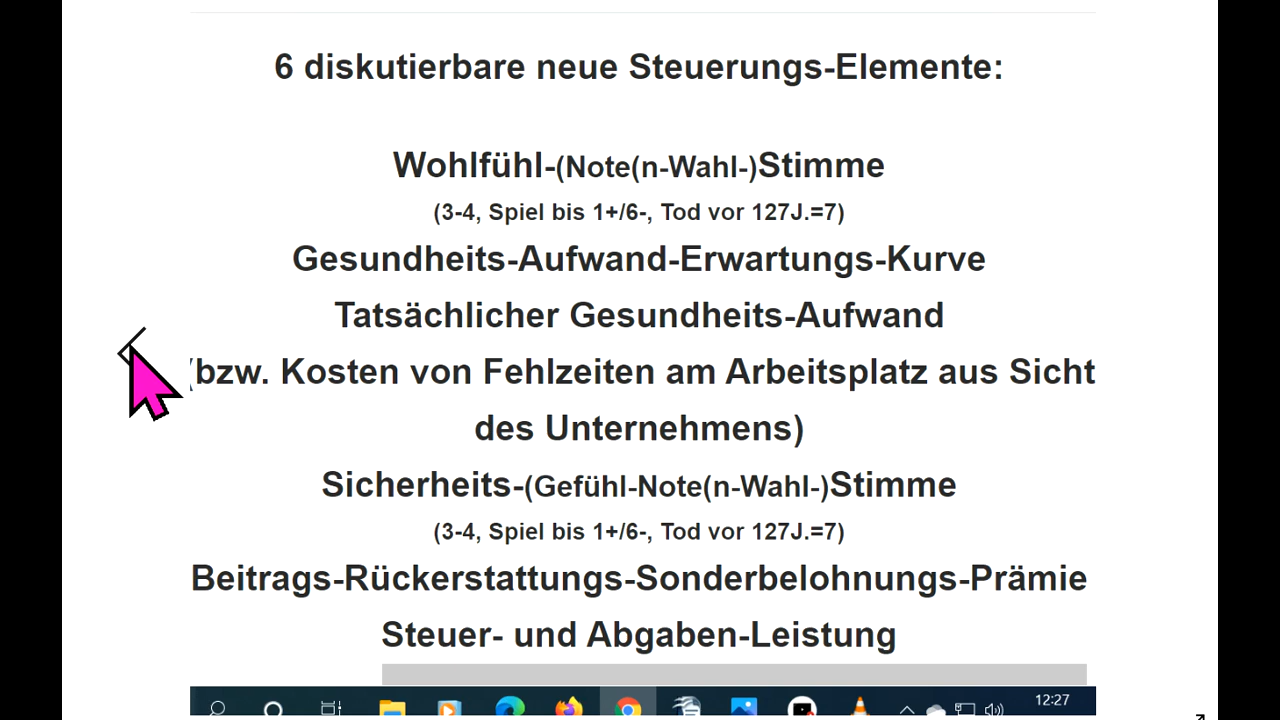 6 diskutierbare neue Steuerungs-Elemente:
Wohlfühl-(Note(n-Wahl-)Stimme
(3-4, Spiel bis 1+/6-, Tod vor 127J.=7)
Gesundheits-Aufwand-Erwartungs-Kurve
Tatsächlicher Gesundheits-Aufwand
(bzw. Kosten von Fehlzeiten am Arbeitsplatz aus Sicht
des Unternehmens)
Sicherheits-(Gefühl-Note(n-Wahl-)Stimme
(3-4, Spiel bis 1+/6-, Tod vor 127J.=7)
Beitrags-Rückerstattungs-Sonderbelohnungs-Prämie
Steuer- und Abgaben-Leistung
12:27